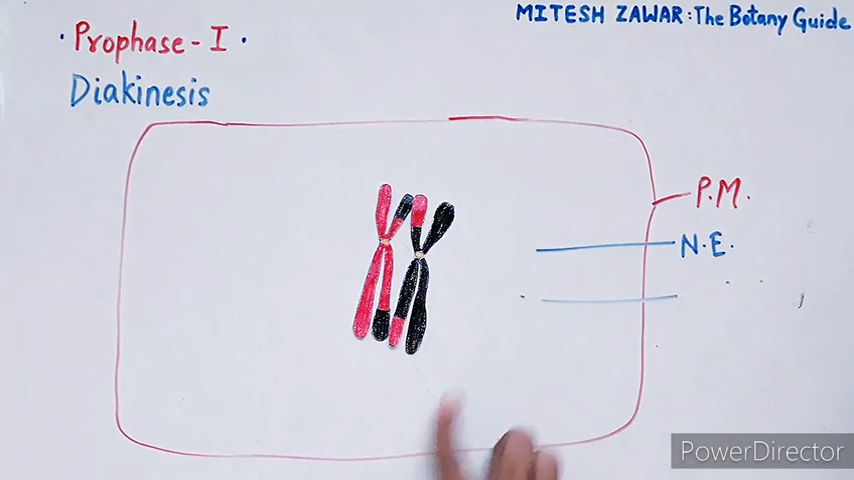 MITESH ZAWAR: The Botany Guide
· Prophase - I ·
Diakinesis
P.M.
N.E.
PowerDirector